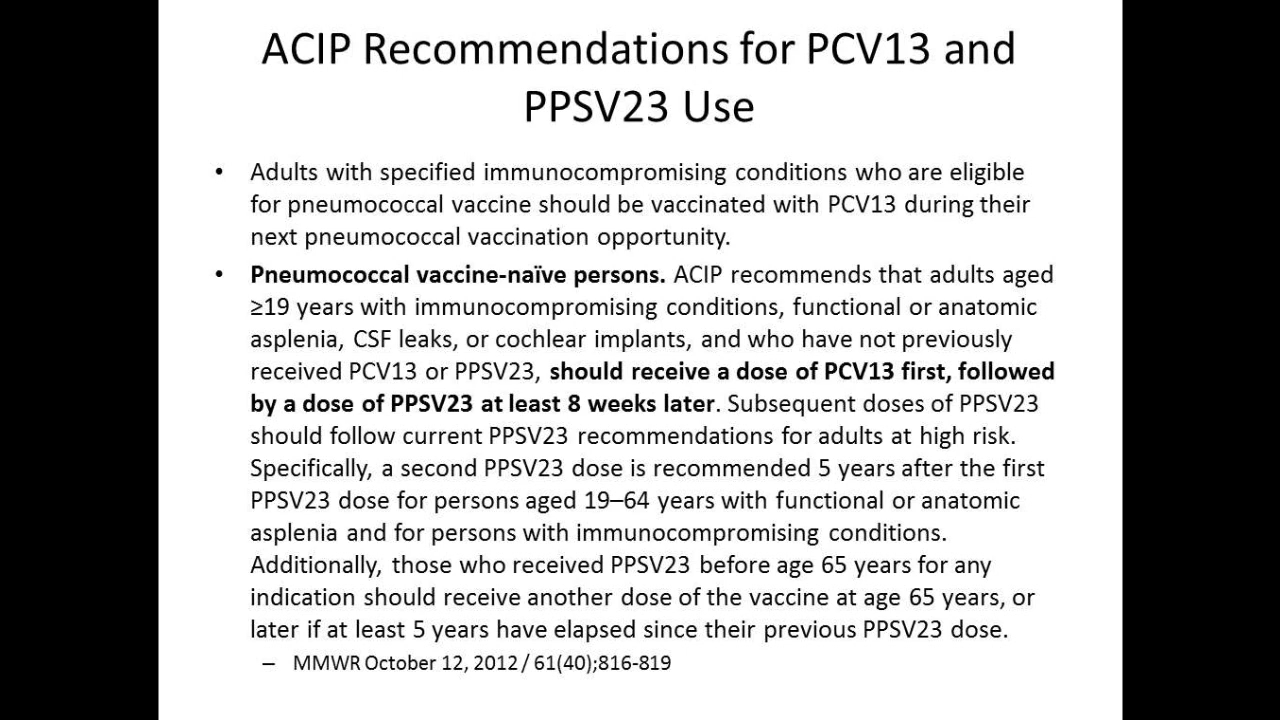 ACIP Recommendations for PCV13 and
PPSV23 Use
• Adults with specified immunocompromising conditions who are eligible
for pneumococcal vaccine should be vaccinated with PCV13 during their
next pneumococcal vaccination opportunity.
• Pneumococcal vaccine-naïve persons. ACIP recommends that adults aged
≥19 years with immunocompromising conditions, functional or anatomic
asplenia, CSF leaks, or cochlear implants, and who have not previously
received PCV13 or PPSV23, should receive a dose of PCV13 first, followed
by a dose of PPSV23 at least 8 weeks later. Subsequent doses of PPSV23
should follow current PPSV23 recommendations for adults at high risk.
Specifically, a second PPSV23 dose is recommended 5 years after the first
PPSV23 dose for persons aged 19–64 years with functional or anatomic
asplenia and for persons with immunocompromising conditions.
Additionally, those who received PPSV23 before age 65 years for any
indication should receive another dose of the vaccine at age 65 years, or
later if at least 5 years have elapsed since their previous PPSV23 dose.
– MMWR October 12, 2012 / 61(40);816-819